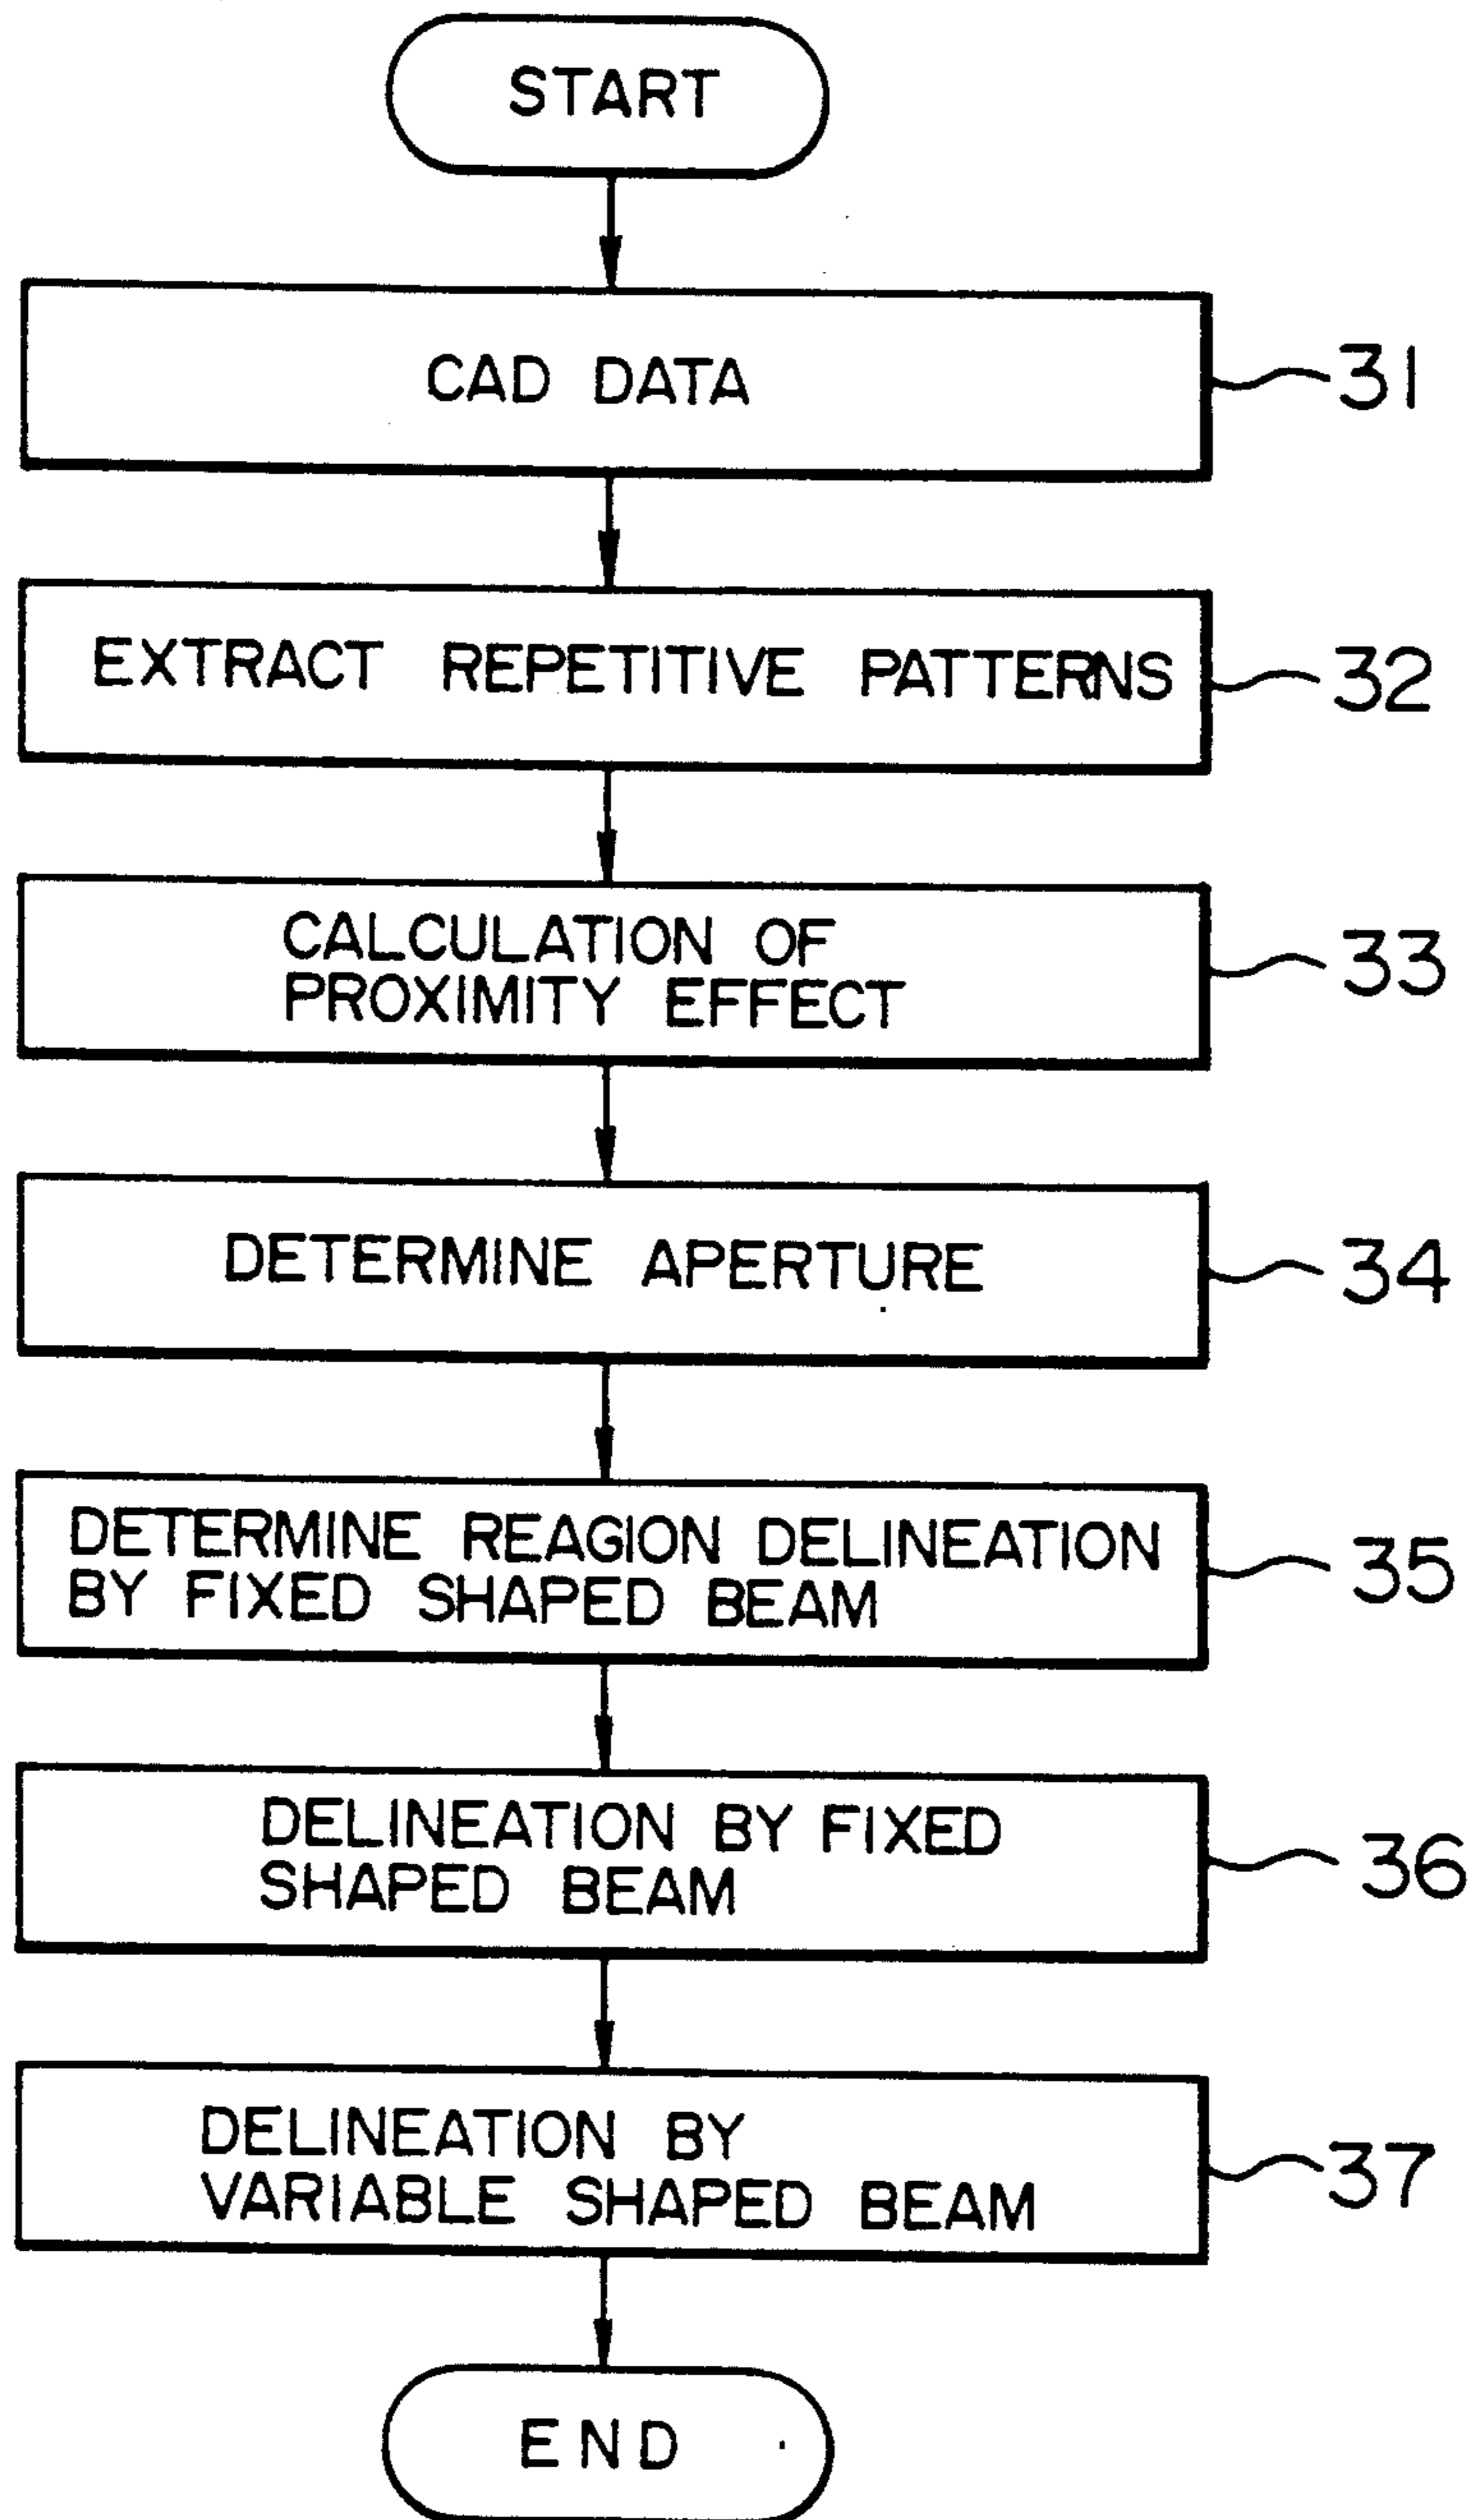 START
CAD DATA
31
EXTRACT REPETITIVE PATTERNS
32
CALCULATION OF
PROXIMITY EFFECT
33
DETERMINE APERTURE
34
DETERMINE REAGION DELINEATION
BY FIXED SHAPED BEAM
35
DELINEATION BY FIXED
SHAPED BEAM
36
DELINEATION BY
VARIABLE SHAPED BEAM
37
END